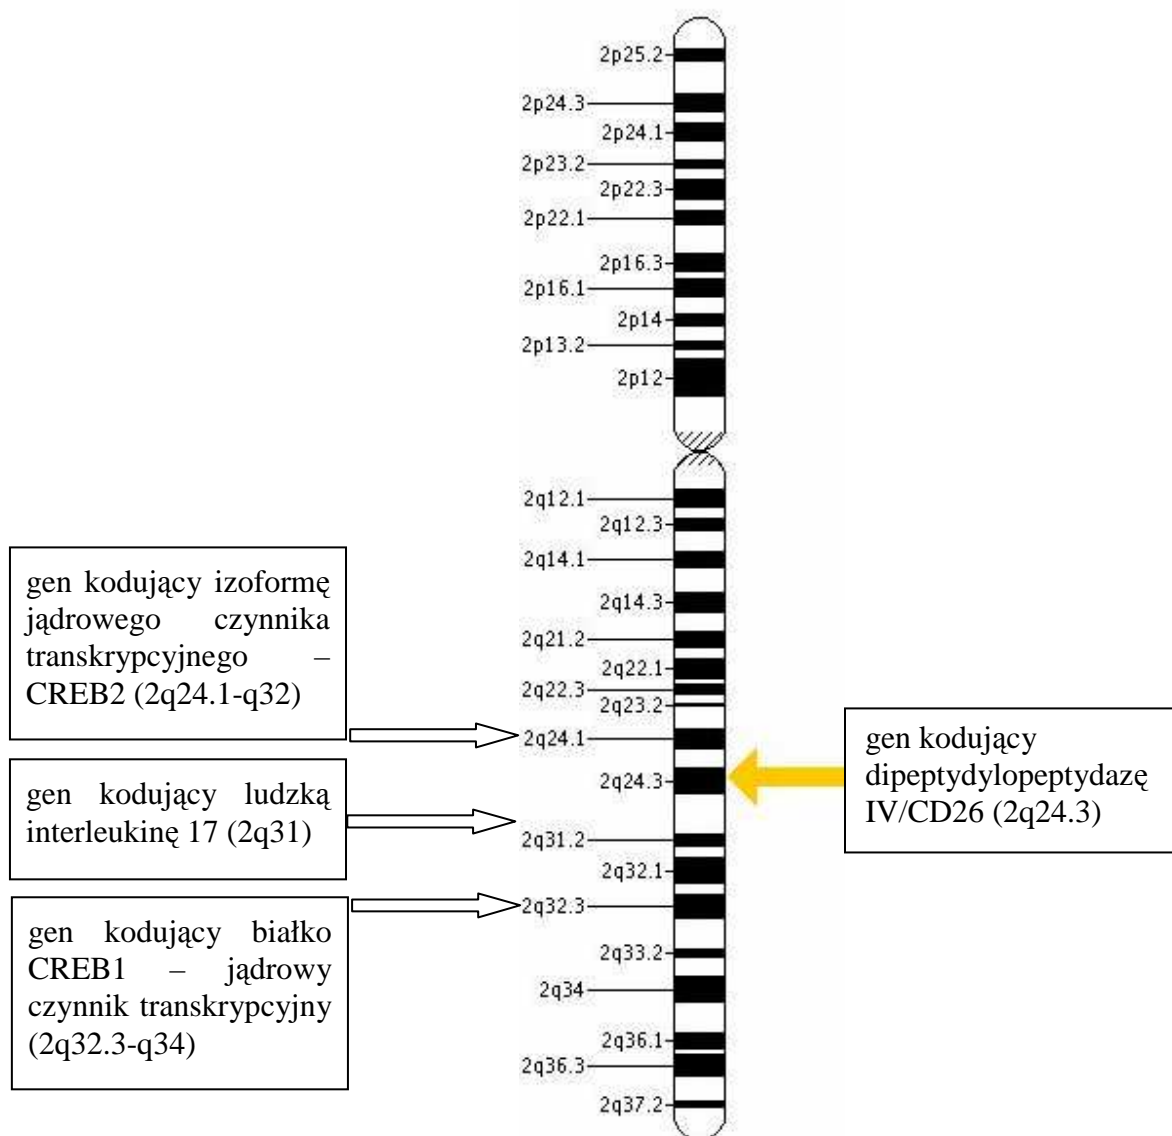 2p25.2
2p24.3
2p24.1
2p23.2
2p22.3
2p22.1
2p16.3
2p16.1
2p14
2p13.2
2p12
2q12.1
2q12.3
2q14.1
2q14.3
2q21.2
2q22.1
2q22.3
2q23.2
2q24.1
2q24.3
2q31.2
2q32.1
2q32.3
2q33.2
2q34
2q36.1
2q36.3
2q37.2
gen kodujący izoformę
jądrowego czynnika
transkrypcyjnego –
CREB2 (2q24.1-q32)
gen kodujący ludzką
interleukinę 17 (2q31)
gen kodujący białko
CREB1 – jądrowy
czynnik transkrypcyjny
(2q32.3-q34)
gen kodujący
dipeptydylopeptydazę
IV/CD26 (2q24.3)